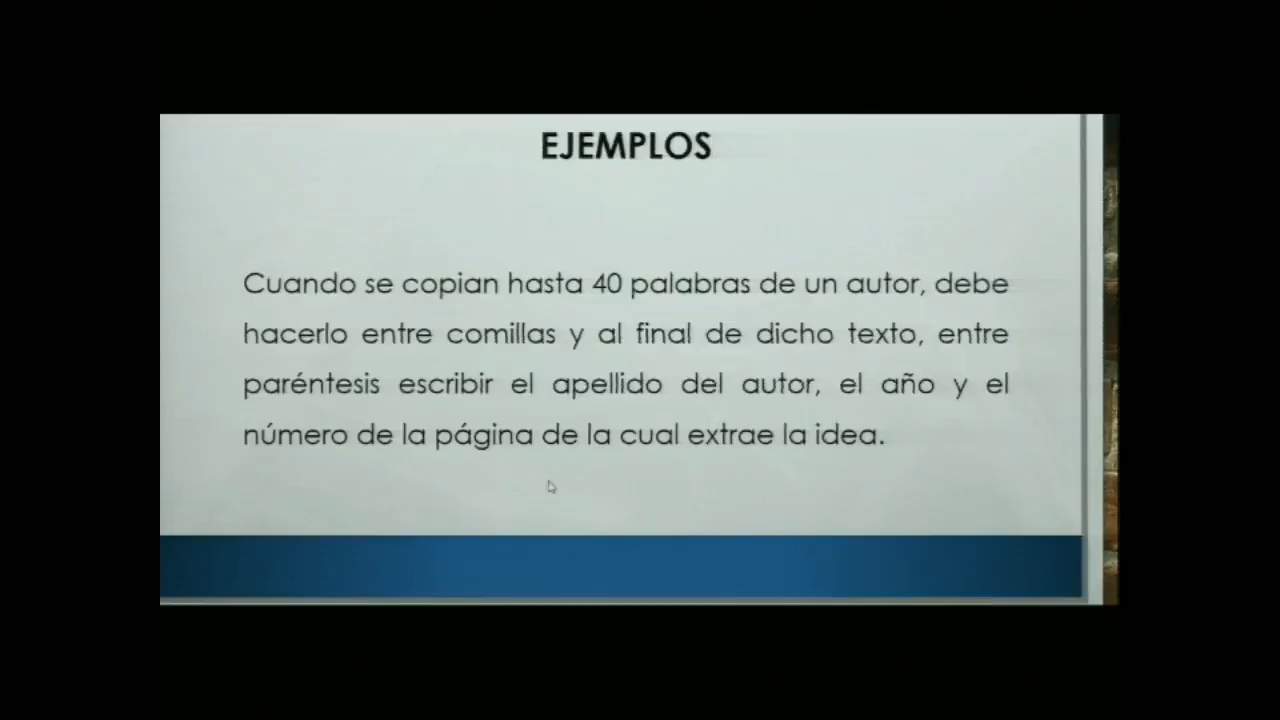 EJEMPLOS
Cuando se copian hasta 40 palabras de un autor, debe
hacerlo entre comillas y al final de dicho texto, entre
paréntesis escribir el apellido del autor, el año y el
número de la página de la cual extrae la idea.